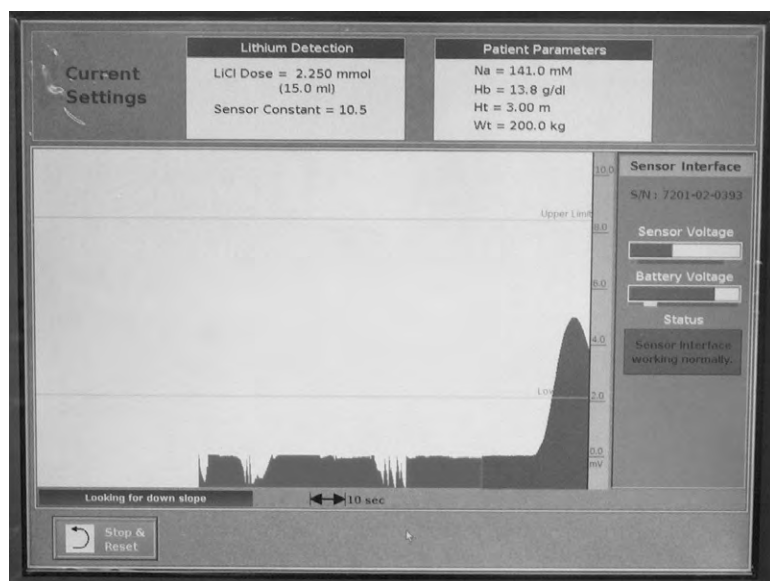 Current
Settings
Lithium Detection
LiCl Dose = 2.250 mmol
(15.0 ml)
Sensor Constant = 10.5
Patient Parameters
Na = 141.0 mM
Hb = 13.8 g/dl
Ht = 3.00 m
Wt = 200.0 kg
10.0
Upper Limit
8.0
6.0
4.0
Low
2.0
0.0
mV
Sensor Interface
S/N: 7201-02-0393
Sensor Voltage
Battery Voltage
Status
Sensor Interface
working normally.
Looking for down slope
10 sec
Stop &
Reset